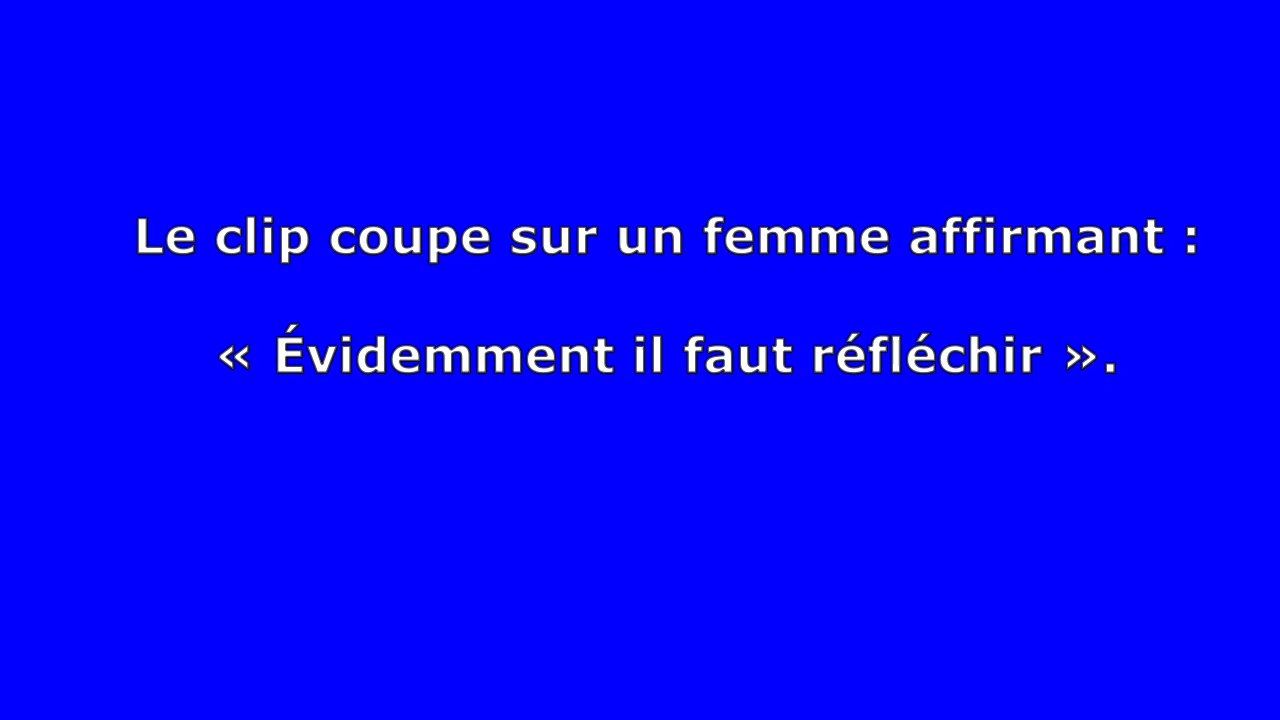 Le clip coupe sur un femme affirmant :
« Évidemment il faut réfléchir ».